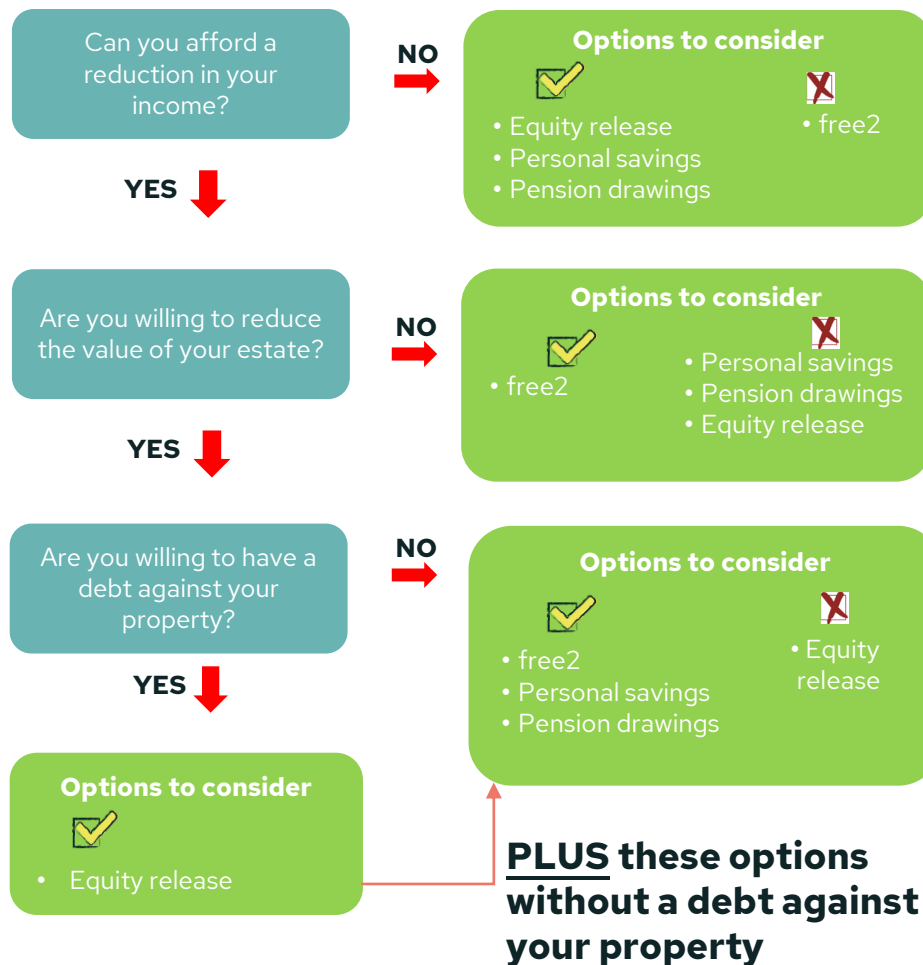 Can you afford a
reduction in your
income?
NO
Options to consider
• Equity release
• Personal savings
• Pension drawings
• free2
YES
Are you willing to reduce
the value of your estate?
NO
Options to consider
• free2
• Personal savings
• Pension drawings
• Equity release
YES
Are you willing to have a
debt against your
property?
NO
Options to consider
• free2
• Personal savings
• Pension drawings
• Equity
release
YES
Options to consider
• Equity release
PLUS these options
without a debt against
your property